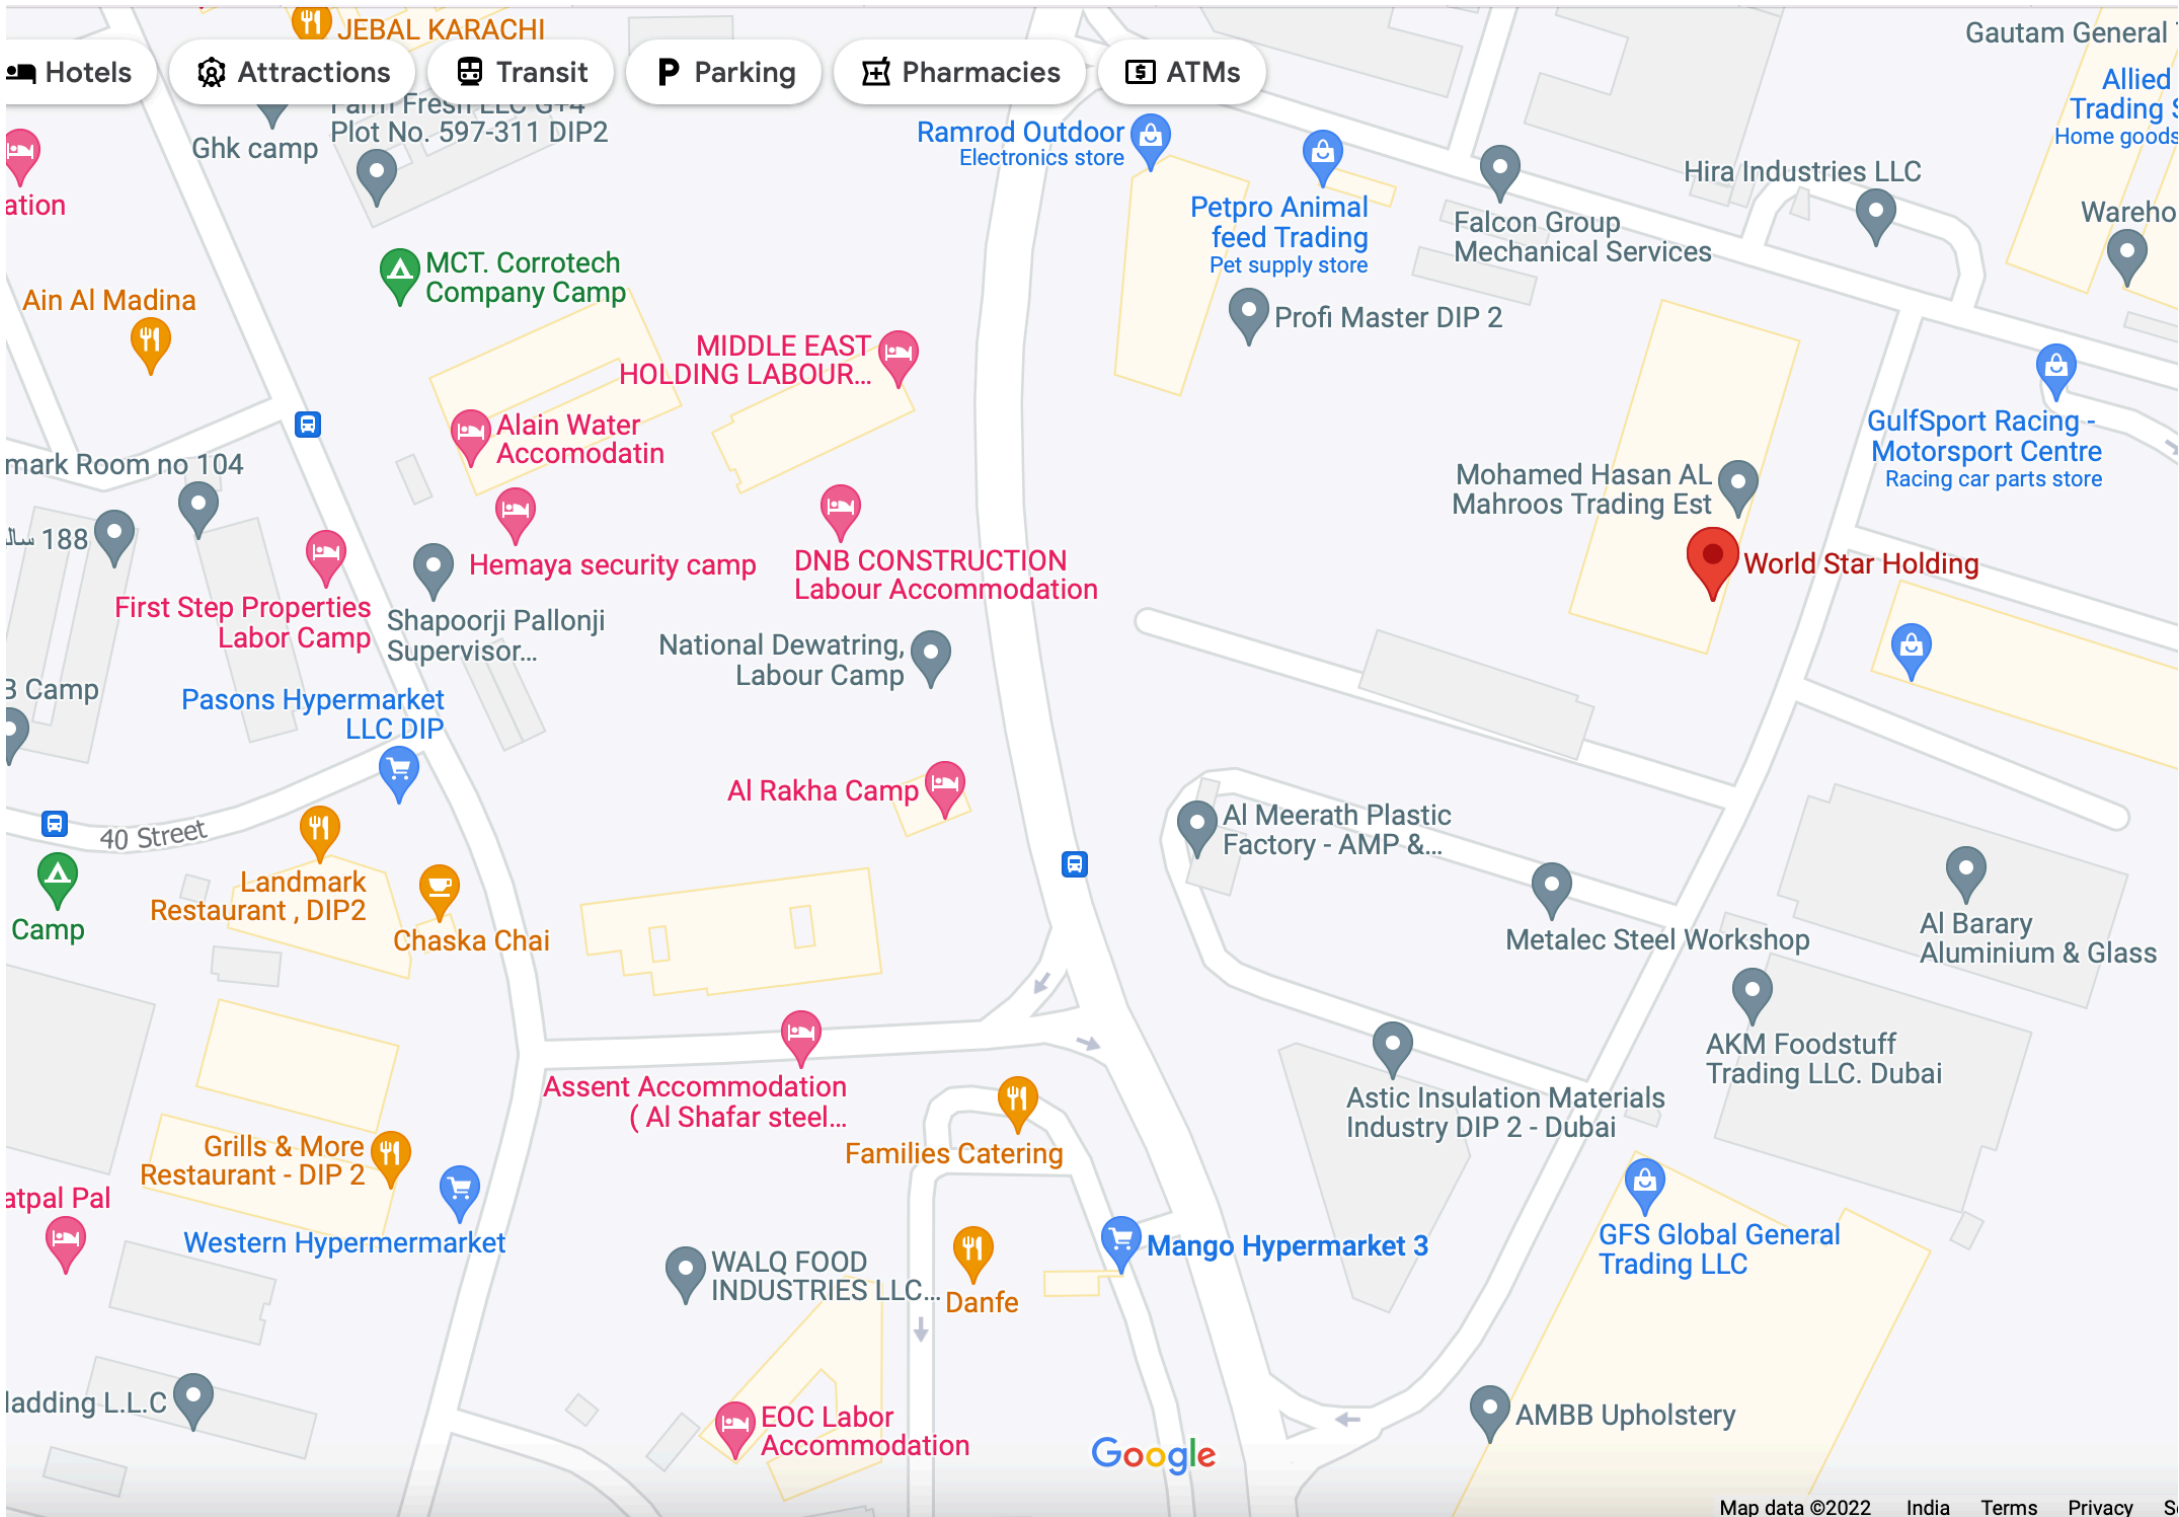 JEBAL KARACHI
Gautam General
Hotels
Attractions
Transit
Parking
Pharmacies
ATMs
Allied
Trading
Home goods
Farm Fresh LLC G+4
Plot No. 597-311 DIP2
Ghk camp
Ramrod Outdoor
Electronics store
Hira Industries LLC
Petpro Animal
feed Trading
Pet supply store
Falcon Group
Mechanical Services
MCT. Corrotech
Company Camp
Ain Al Madina
Profi Master DIP 2
MIDDLE EAST
HOLDING LABOUR...
Alain Water
Accomodatin
GulfSport Racing -
Motorsport Centre
Racing car parts store
mark Room no 104
Mohamed Hasan AL
Mahroos Trading Est
188
Hemaya security camp
DNB CONSTRUCTION
Labour Accommodation
World Star Holding
First Step Properties
Labor Camp
Shapoorji Pallonji
Supervisor...
National Dewatring,
Labour Camp
B Camp
Pasons Hypermarket
LLC DIP
Al Rakha Camp
40 Street
Al Meerath Plastic
Factory - AMP &...
Landmark
Restaurant , DIP2
Camp
Chaska Chai
Metalec Steel Workshop
Al Barary
Aluminium & Glass
Assent Accommodation
( Al Shafar steel...
AKM Foodstuff
Trading LLC. Dubai
Astic Insulation Materials
Industry DIP 2 - Dubai
Families Catering
Grills & More
Restaurant - DIP 2
atpal Pal
Western Hypermermarket
WALQ FOOD
INDUSTRIES LLC...
Danfe
Mango Hypermarket 3
GFS Global General
Trading LLC
ladding L.L.C
EOC Labor
Accommodation
AMBB Upholstery
Google
Map data ©2022 India Terms Privacy